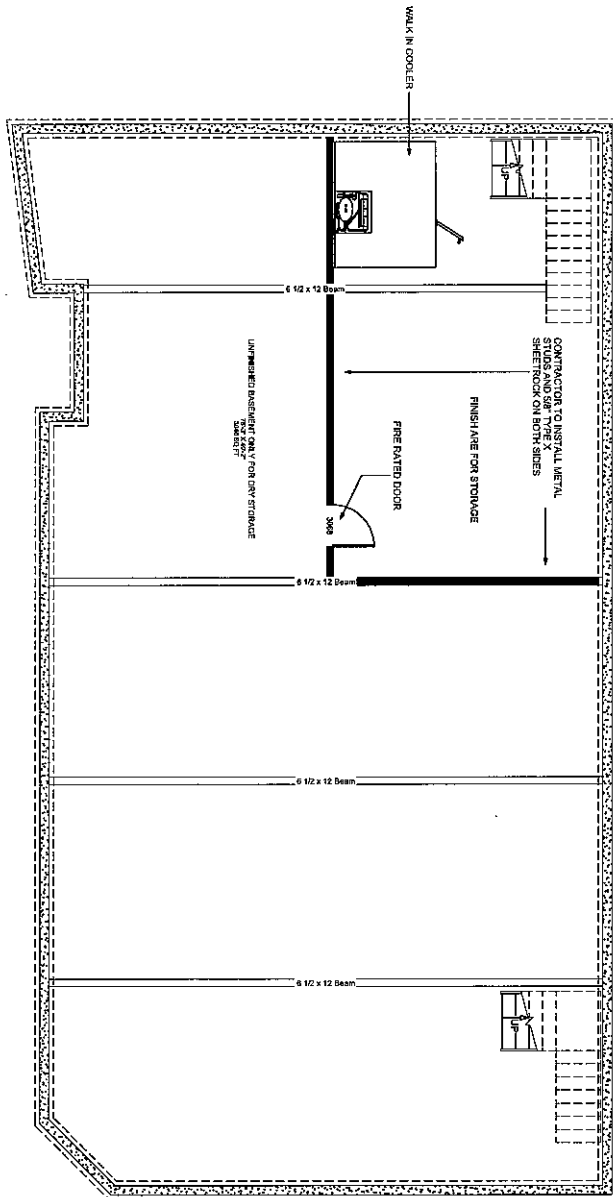 WALK IN COOLER
UP
CONTRACTOR TO INSTALL METAL
STUDS AND 5/8" TYPE X
SHEETROCK ON BOTH SIDES
FINISH ARE FOR STORAGE
FIRE RATED DOOR
3068
6 1/2 x 12 Beam
UNFINISHED BASEMENT ONLY FOR DRY STORAGE
6 1/2 x 12 Beam
6 1/2 x 12 Beam
6 1/2 x 12 Beam
UP